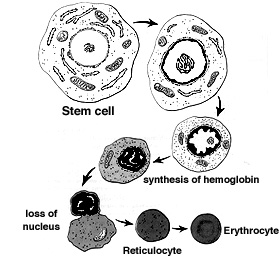 Stem cell
synthesis of hemoglobin
loss of
nucleus
Erythrocyte
Reticulocyte